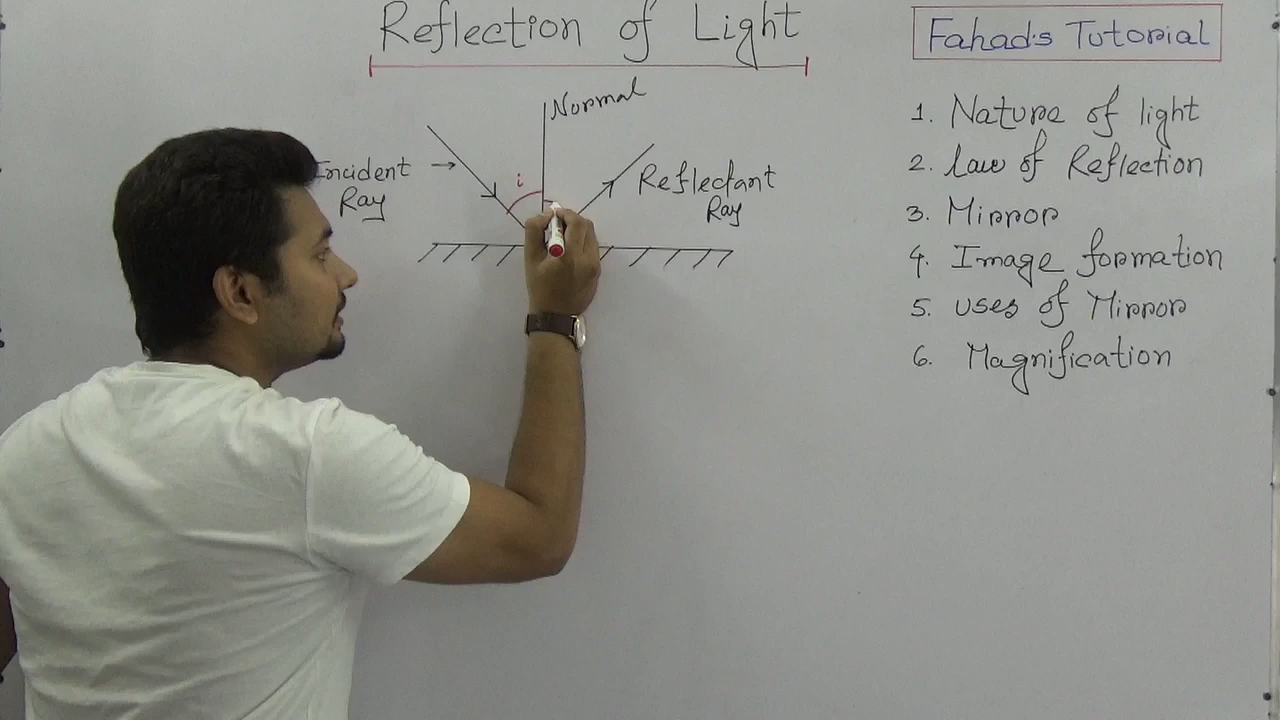 Reflection of Light
Fahad's Tutorial
Normal
Incident
Ray
i
Reflectant
Ray
1. Nature of light
2. law of Reflection
3. Mirror
4. Image formation
5. uses of Mirror
6. Magnification